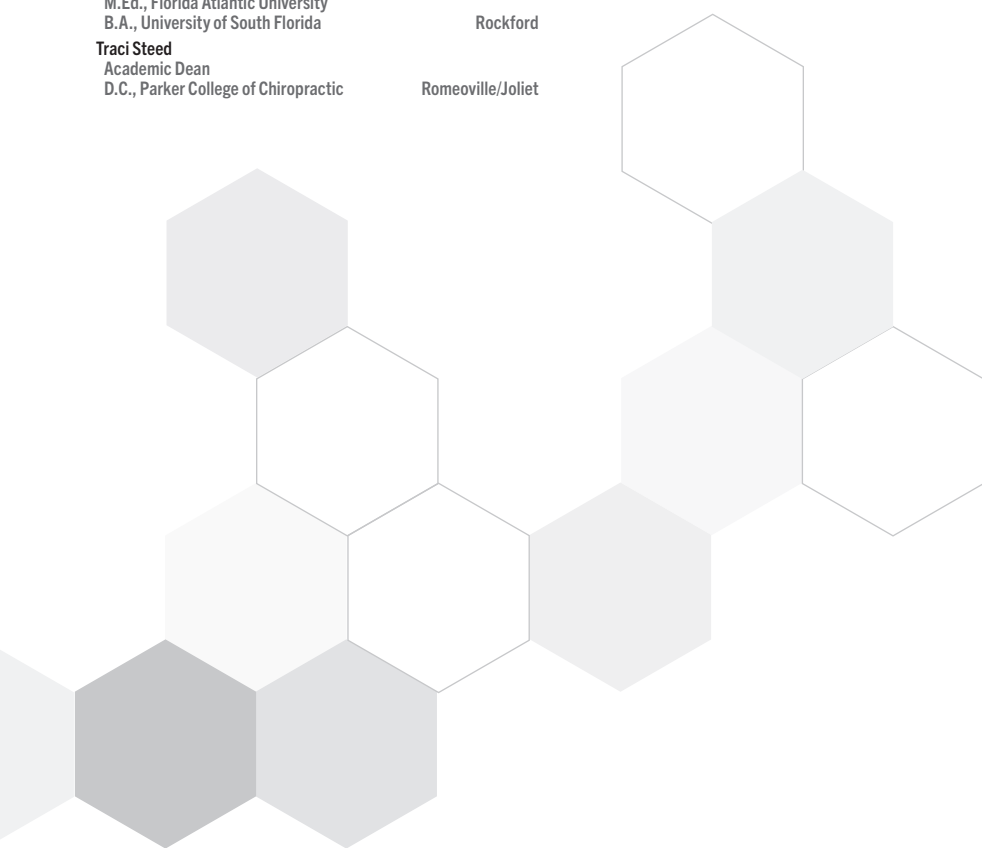 M.Ed., Florida Atlantic University
B.A., University of South Florida Rockford
Traci Steed
Academic Dean
D.C., Parker College of Chiropractic Romeoville/Joliet